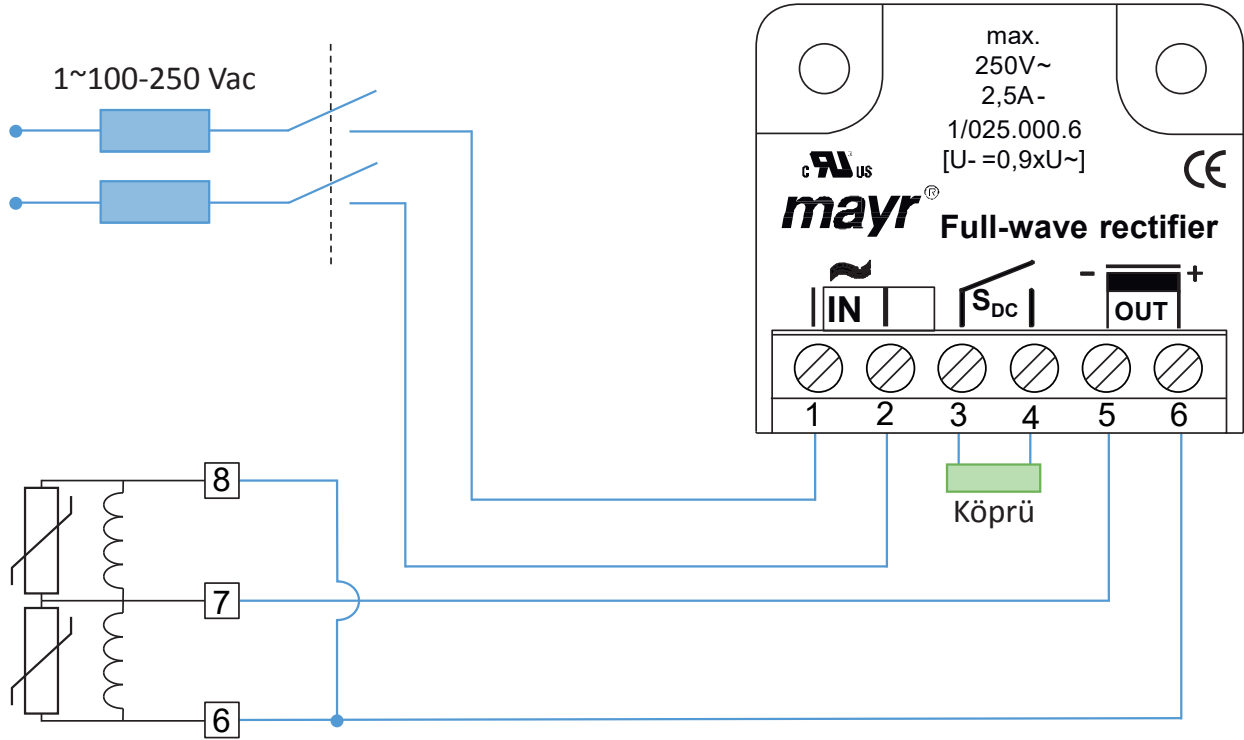 1~100-250 Vac
max.
250V~
2,5A-
1/025.000.6
[U- =0,9xU~]
c RU US
CE
mayr®
Full-wave rectifier
~
IN
SDC
- +
OUT
1 2 3 4 5 6
Köprü
8
7
6